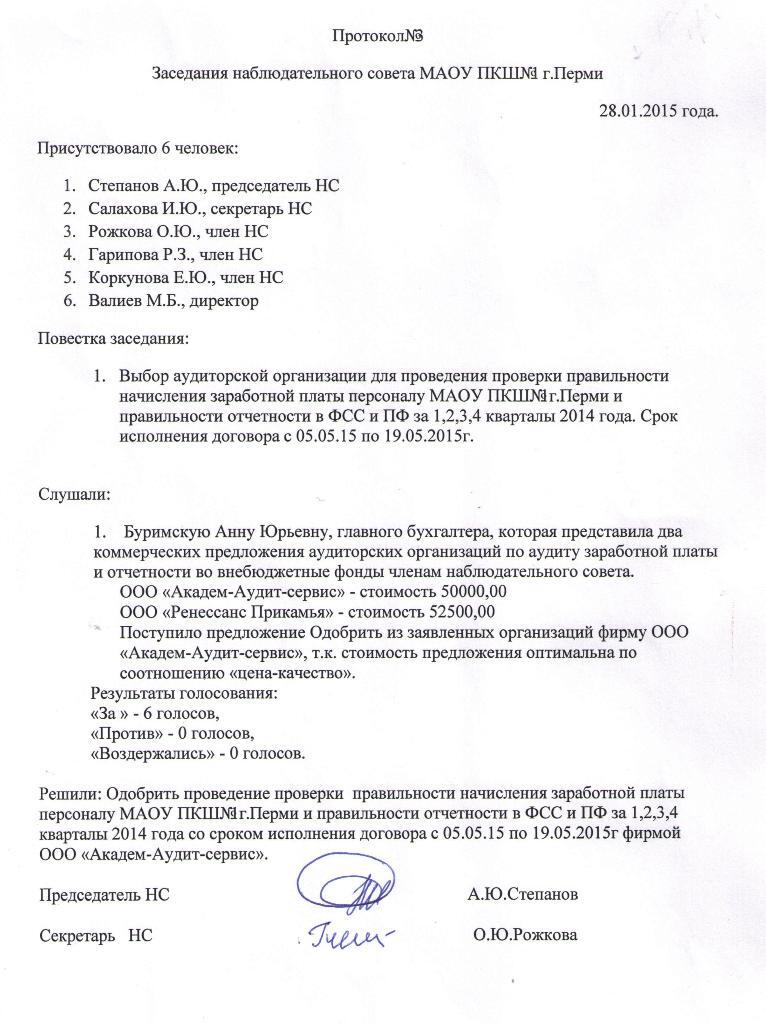 Протокол№3
Заседания наблюдательного совета МАОУ ПКШ№1 г.Перми
28.01.2015 года.
Присутствовало 6 человек:
1. Степанов А.Ю., председатель НС
2. Салахова И.Ю., секретарь НС
3. Рожкова О.Ю., член НС
4. Гарипова Р.З., член НС
5. Коркунова Е.Ю., член НС
6. Валиев М.Б., директор
Повестка заседания:
1. Выбор аудиторской организации для проведения проверки правильности
начисления заработной платы персоналу МАОУ ПКШ№1г.Перми и
правильности отчетности в ФСС и ПФ за 1,2,3,4 кварталы 2014 года. Срок
исполнения договора с 05.05.15 по 19.05.2015г.
Слушали:
1. Буримскую Анну Юрьевну, главного бухгалтера, которая представила два
коммерческих предложения аудиторских организаций по аудиту заработной платы
и отчетности во внебюджетные фонды членам наблюдательного совета.
ООО «Академ-Аудит-сервис» - стоимость 50000,00
ООО «Ренессанс Прикамья» - стоимость 52500,00
Поступило предложение Одобрить из заявленных организаций фирму ООО
«Академ-Аудит-сервис», т.к. стоимость предложения оптимальна по
соотношению «цена-качество».
Результаты голосования:
«За » - 6 голосов,
«Против» - 0 голосов,
«Воздержались» - 0 голосов.
Решили: Одобрить проведение проверки правильности начисления заработной платы
персоналу МАОУ ПКШ№1г.Перми и правильности отчетности в ФСС и ПФ за 1,2,3,4
кварталы 2014 года со сроком исполнения договора с 05.05.15 по 19.05.2015г фирмой
ООО «Академ-Аудит-сервис».
Председатель НС А.Ю.Степанов
Секретарь НС О.Ю.Рожкова